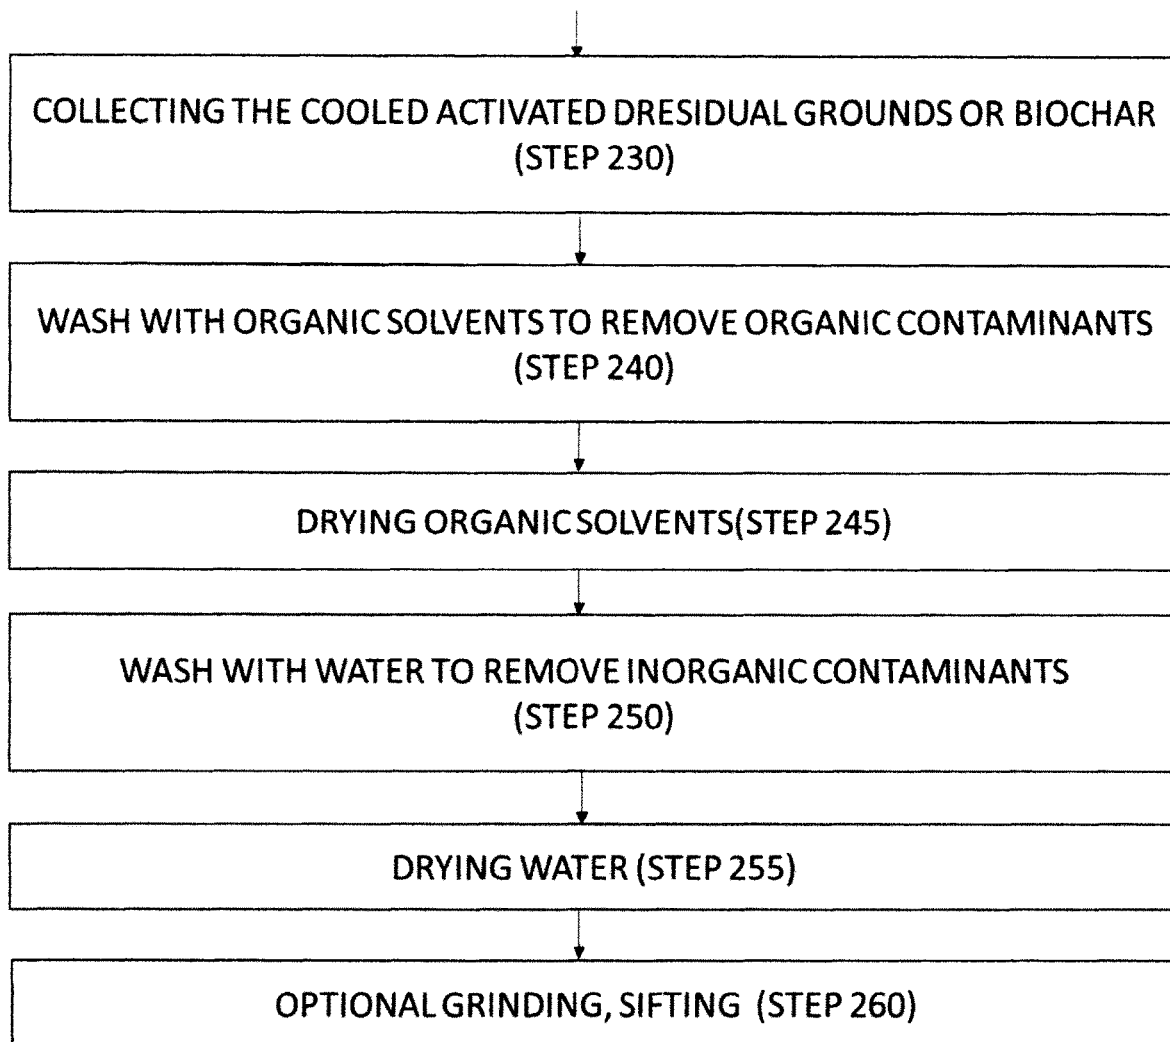 COLLECTING THE COOLED ACTIVATED DRESIDUAL GROUNDS OR BIOCHAR
(STEP 230)
WASH WITH ORGANIC SOLVENTS TO REMOVE ORGANIC CONTAMINANTS
(STEP 240)
DRYING ORGANIC SOLVENTS(STEP 245)
WASH WITH WATER TO REMOVE INORGANIC CONTAMINANTS
(STEP 250)
DRYING WATER (STEP 255)
OPTIONAL GRINDING, SIFTING (STEP 260)